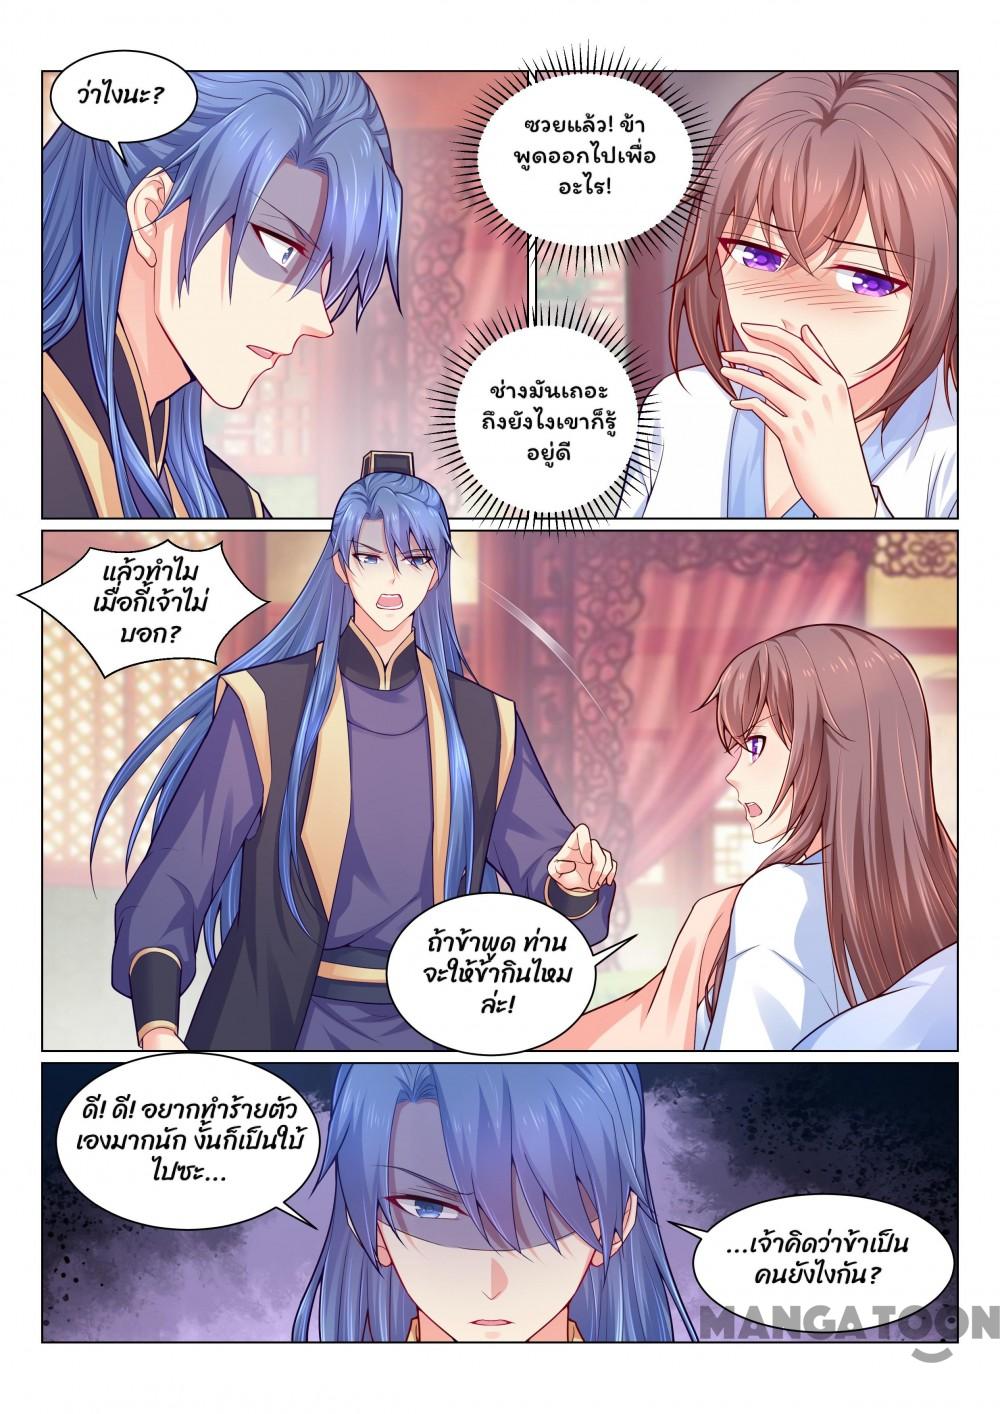 ว่าไงนะ?
ซวยแล้ว! ข้า
พูดออกไปเพื่อ
อะไร!
ช่างมันเถอะ
ถึงยังไงเขาก็รู้
อยู่ดี
แล้วทำไม
เมื่อกี้เจ้าไม่
บอก?
ถ้าข้าพูด ท่าน
จะให้ข้ากินไหม
ล่ะ!
ดี! ดี! อยากทำร้ายตัว
เองมากนัก งั้นก็เป็นใบ้
ไปซะ...
...เจ้าคิดว่าข้าเป็น
คนยังไงกัน?
MANGATOON